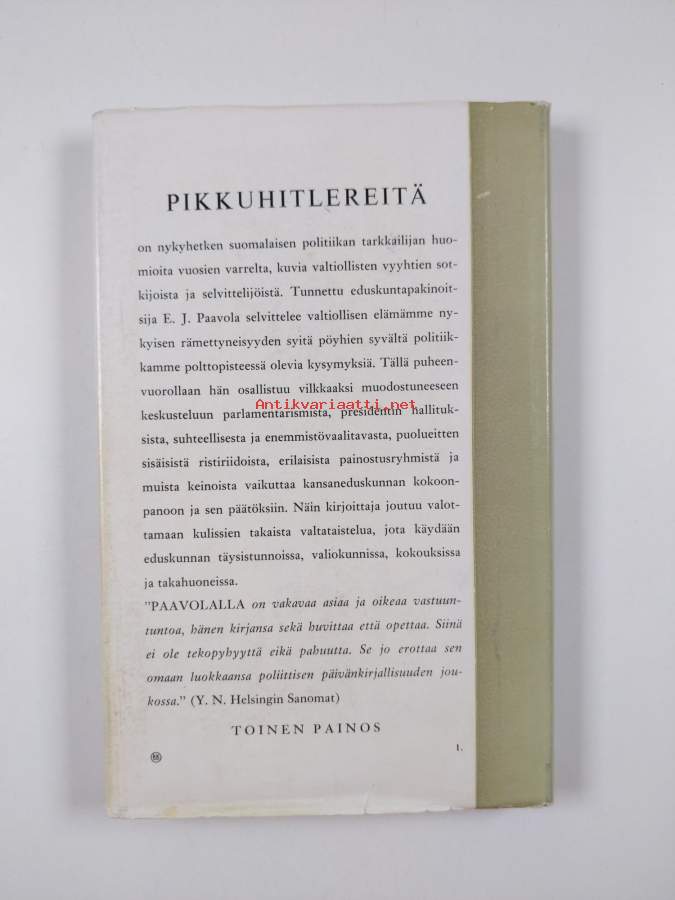 PIKKUHITLEREITÄ
on nykyhetken suomalaisen politiikan tarkkailijan huo-
mioita vuosien varrelta, kuvia valtiollisten vyyhtien sot-
kijoista ja selvittelijöistä. Tunnettu eduskuntapakinoit-
sija E. J. Paavola selvittelee valtiollisen elämämme ny-
kyisen rämettyneisyyden syitä pöyhien syvältä politiik-
kamme polttopisteessä olevia kysymyksiä. Tällä puheen-
vuorollaan hän osallistuu vilkkaaksi muodostuneeseen
keskusteluun parlamentarismista, presidentin hallituk-
Antikvariaatti.net
sista, suhteellisesta ja enemmistövaalitavasta, puolueitten
sisäisistä ristiriidoista, erilaisista painostusryhmistä ja
muista keinoista vaikuttaa kansaneduskunnan kokoon-
panoon ja sen päätöksiin. Näin kirjoittaja joutuu valot-
tamaan kulissien takaista valtataistelua, jota käydään
eduskunnan täysistunnoissa, valiokunnissa, kokouksissa
ja takahuoneissa.
"PAAVOLALLA on vakavaa asiaa ja oikeaa vastuun-
tuntoa, hänen kirjansa sekä huvittaa että opettaa. Siinä
ei ole tekopyhyyttä eikä pahuutta. Se jo erottaa sen
omaan luokkaansa poliittisen päivänkirjallisuuden jou-
kossa." (Y. N. Helsingin Sanomat)
TOINEN PAINOS
1.